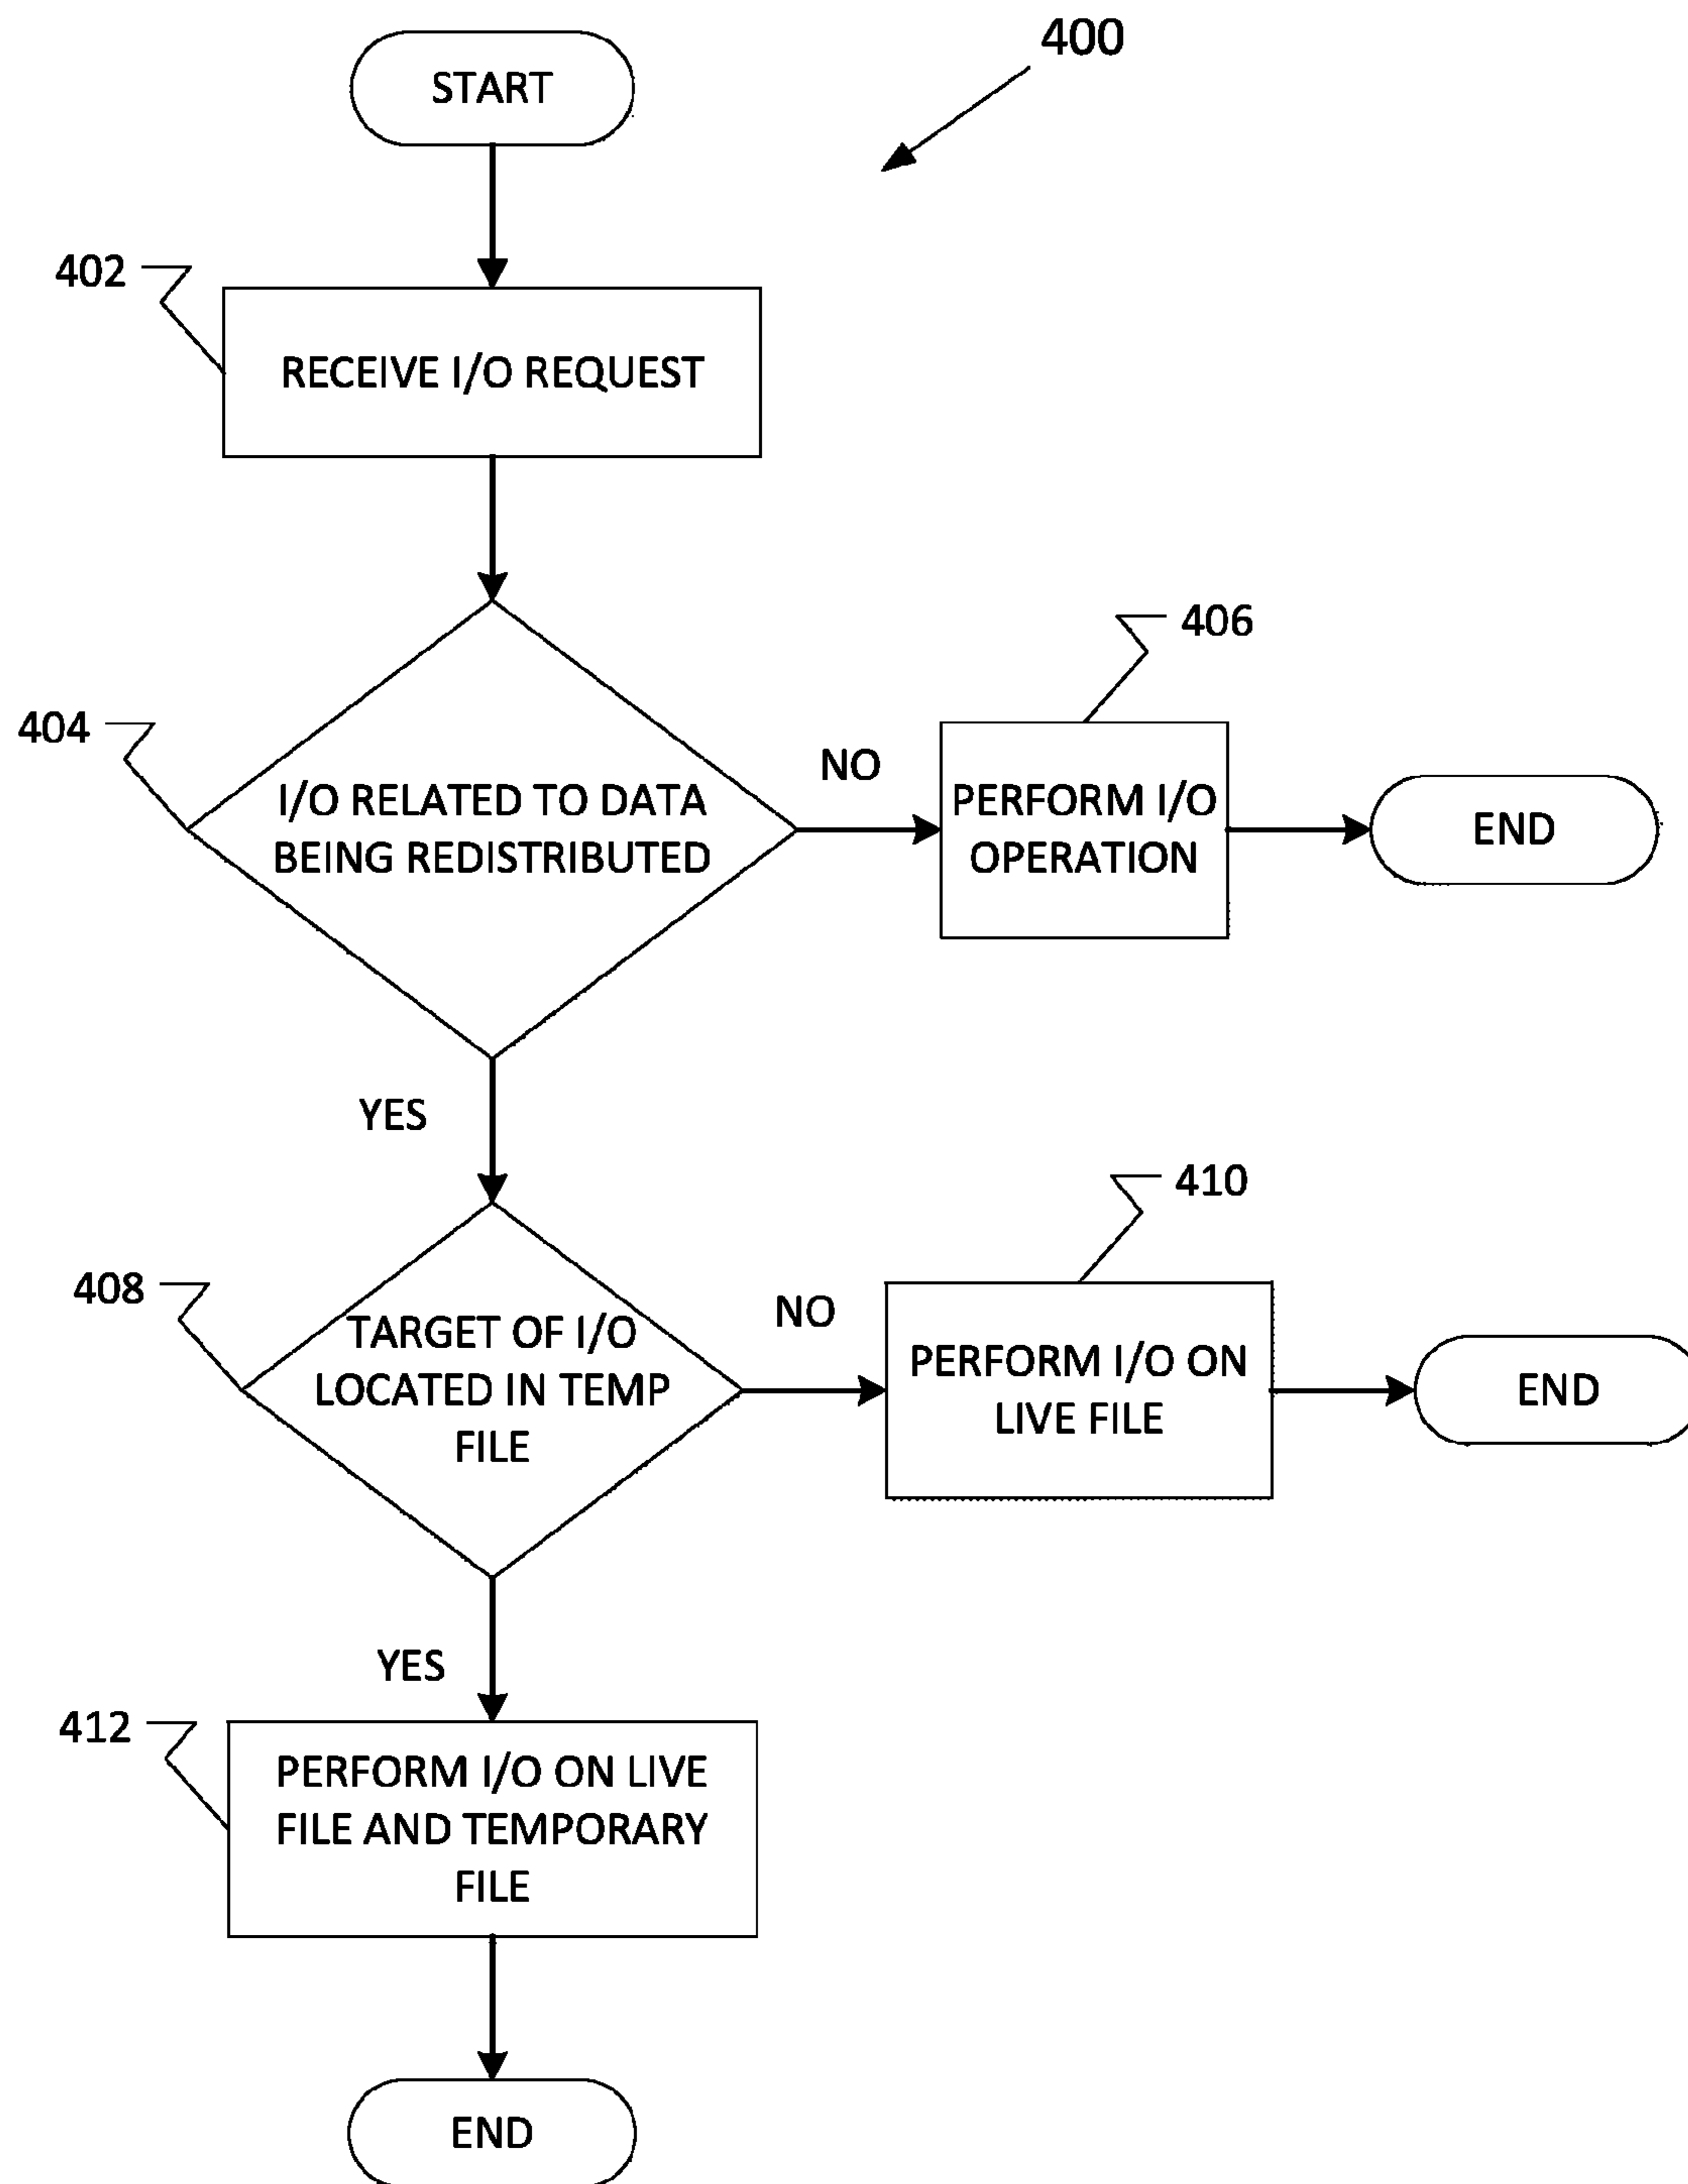 START
400
402
RECEIVE I/O REQUEST
404
I/O RELATED TO DATA
BEING REDISTRIBUTED
NO
406
PERFORM I/O
OPERATION
END
YES
408
TARGET OF I/O
LOCATED IN TEMP
FILE
NO
410
PERFORM I/O ON
LIVE FILE
END
YES
412
PERFORM I/O ON LIVE
FILE AND TEMPORARY
FILE
END